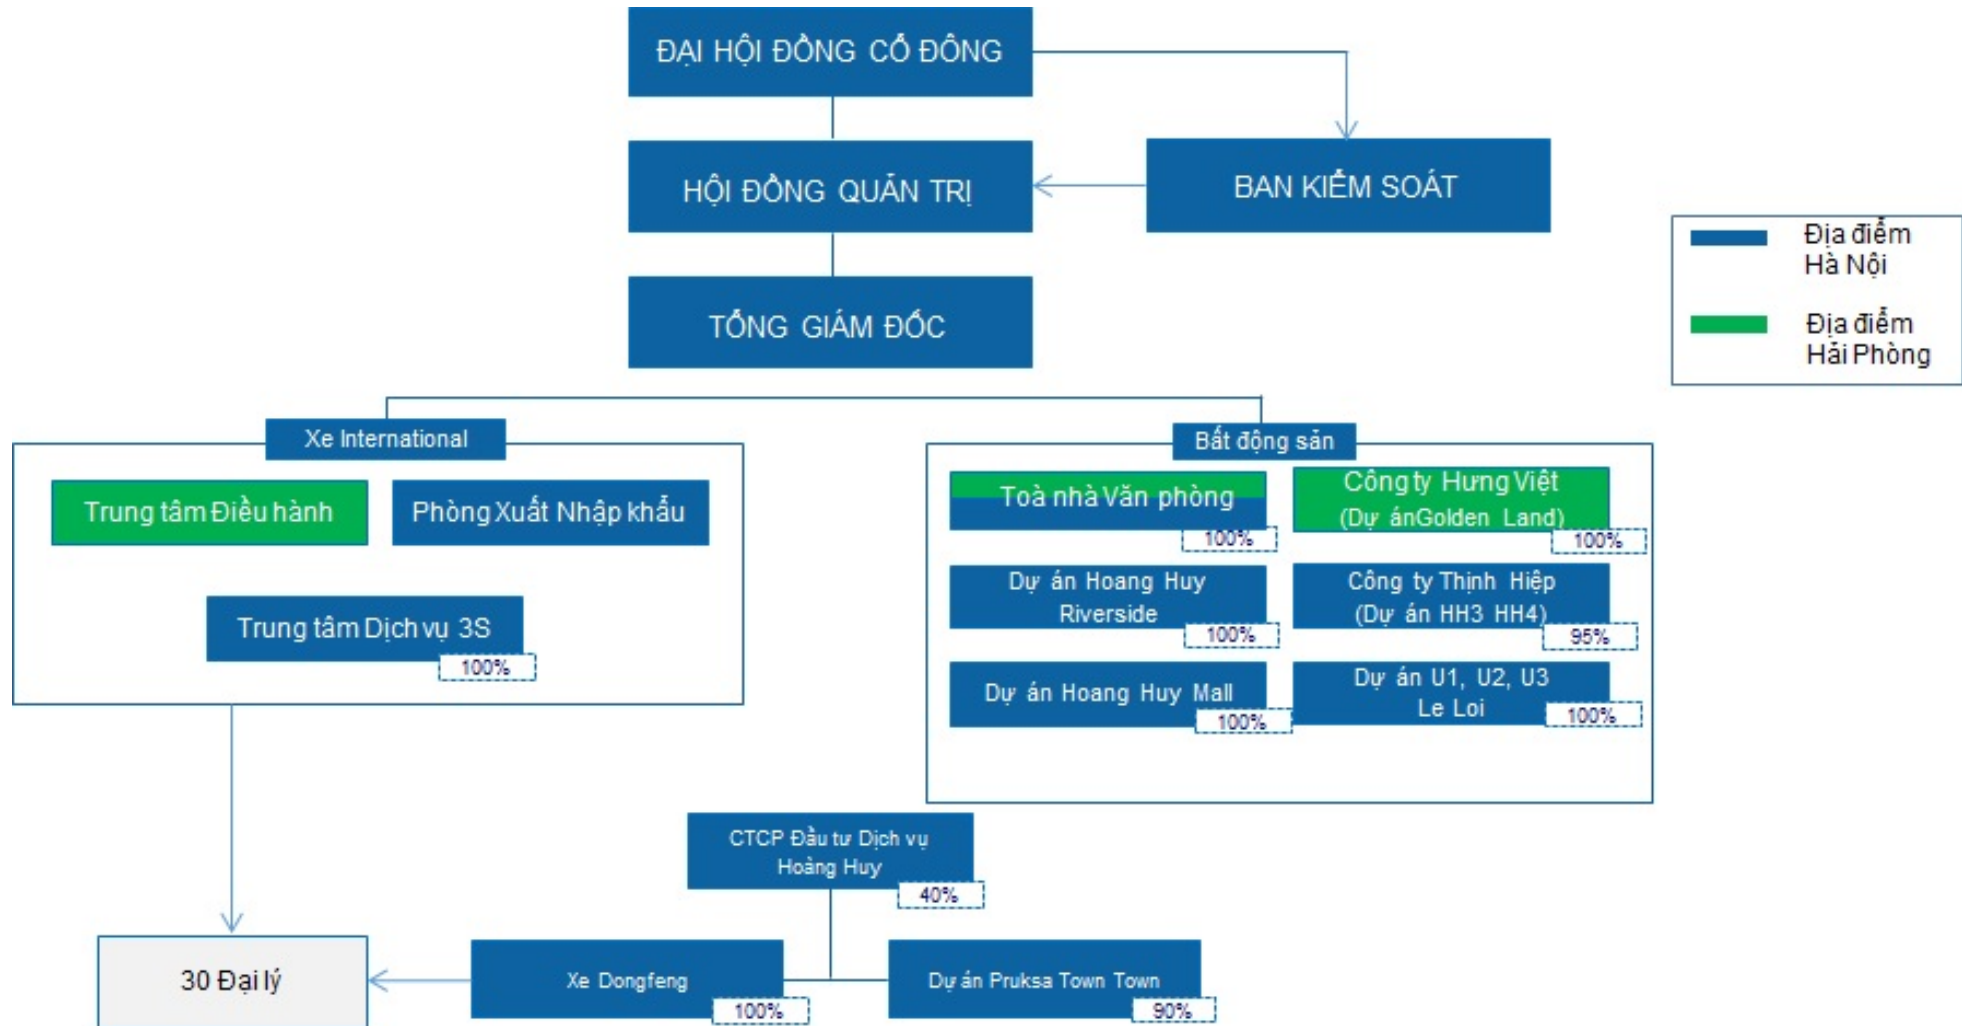 ĐẠI HỘI ĐỒNG CỔ ĐÔNG
HỘI ĐỒNG QUẢN TRỊ
BAN KIỂM SOÁT
Địa điểm
Hà Nội
Địa điểm
Hải Phòng
TỔNG GIÁM ĐỐC
Xe International
Trung tâm Điều hành
Phòng Xuất Nhập khẩu
Trung tâm Dịch vụ 3S
100%
Bất động sản
Toà nhà Văn phòng
100%
Công ty Hưng Việt
(Dự ánGolden Land)
100%
Dự án Hoang Huy
Riverside
100%
Công ty Thịnh Hiệp
(Dự án HH3 HH4)
95%
Dự án Hoang Huy Mall
100%
Dự án U1, U2, U3
Le Loi
100%
CTCP Đầu tư Dịch vụ
Hoàng Huy
40%
30 Đại lý
Xe Dongfeng
100%
Dự án Pruksa Town Town
90%